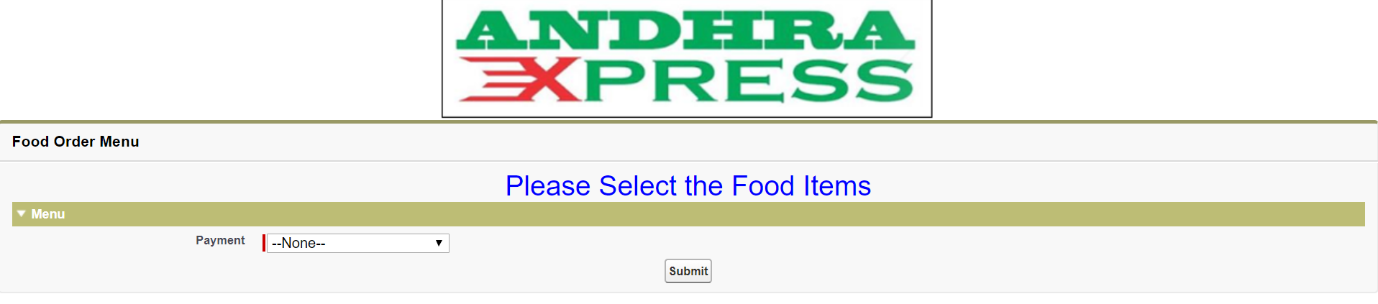 ANDHRA
XPRESS
Food Order Menu
Please Select the Food Items
Menu
Payment --None--
Submit